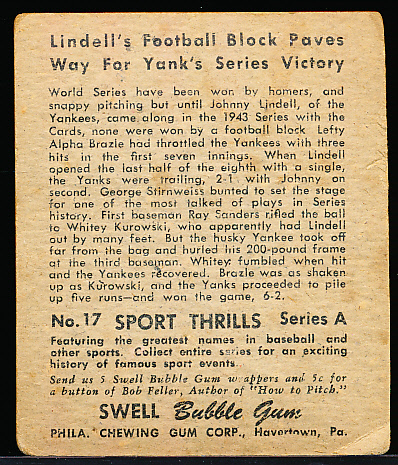 Lindell's Football Block Paves
Way For Yank's Series Victory
World Series have been won by homers, and
snappy pitching but until Johnny Lindell, of the
Yankees, came along in the 1943 Series with
the Cards, none were won by a football block Lefty
Alpha Brazle had throttled the Yankees with three
hits in the first seven innings. When Lindell
opened the last half of the eighth with a single,
the Yanks were trailing, 2-1 with Johnny on
second. George Stirnweiss bunted to set the stage
for one of the most talked of plays in Series
history. First baseman Ray Sanders rifled the ball
to Whitey Kurowski, who apparently had Lindell
out by many feet. But the husky Yankee took off
far from the bag and hurled his 200-pound frame
at the third baseman. Whitey fumbled when hit
and the Yankees recovered. Brazle was as shaken
up as Kurowski, and the Yanks proceeded to pile
up five runs—and won the game, 6-2.
No. 17 SPORT THRILLS Series A
Featuring the greatest names in baseball and
other sports. Collect entire series for an exciting
history of famous sport events.
Send us 5 Swell Bubble Gum wrappers and 5c for
a button of Bob Feller, Author of "How to Pitch."
SWELL Bubble Gum
PHILA. CHEWING GUM CORP., Havertown, Pa.